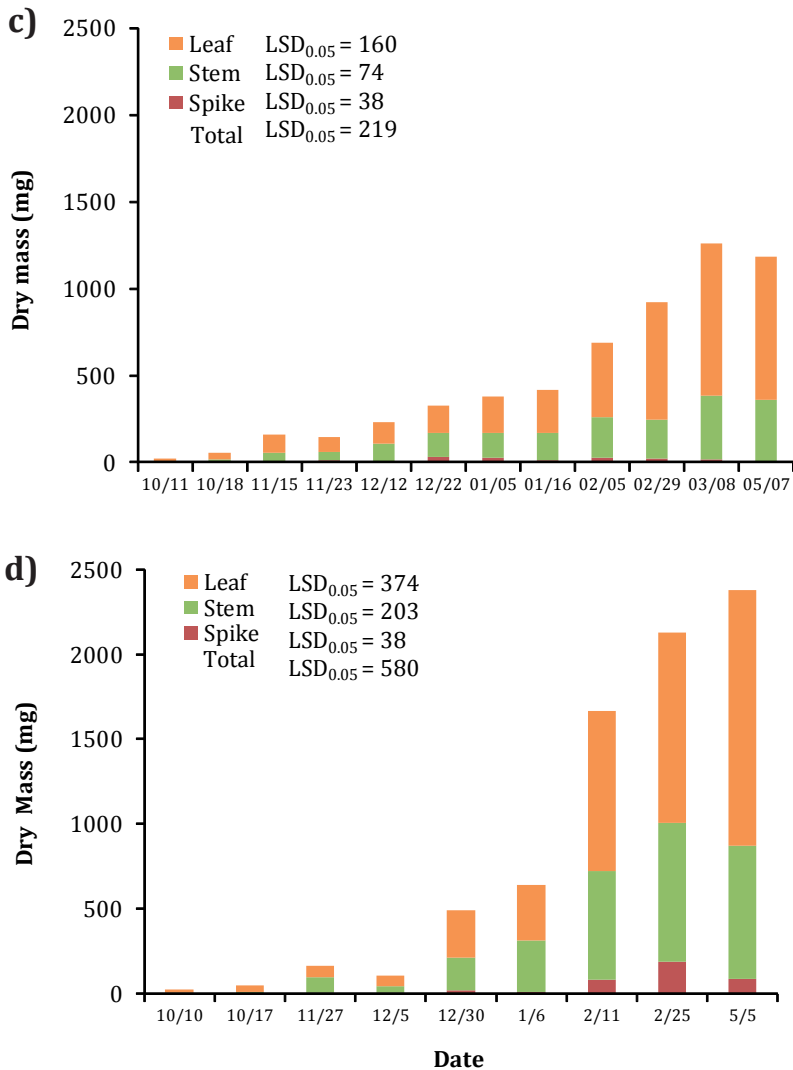 c)
2500
2000
1500
1000
500
0
Dry mass (mg)
Leaf LSD0.05 = 160
Stem LSD0.05 = 74
Spike LSD0.05 = 38
Total LSD0.05 = 219
10/11 10/18 11/15 11/23 12/12 12/22 01/05 01/16 02/05 02/29 03/08 05/07
d)
2500
2000
1500
1000
500
0
Dry Mass (mg)
Leaf LSD0.05 = 374
Stem LSD0.05 = 203
Spike LSD0.05 = 38
Total LSD0.05 = 580
10/10 10/17 11/27 12/5 12/30 1/6 2/11 2/25 5/5
Date